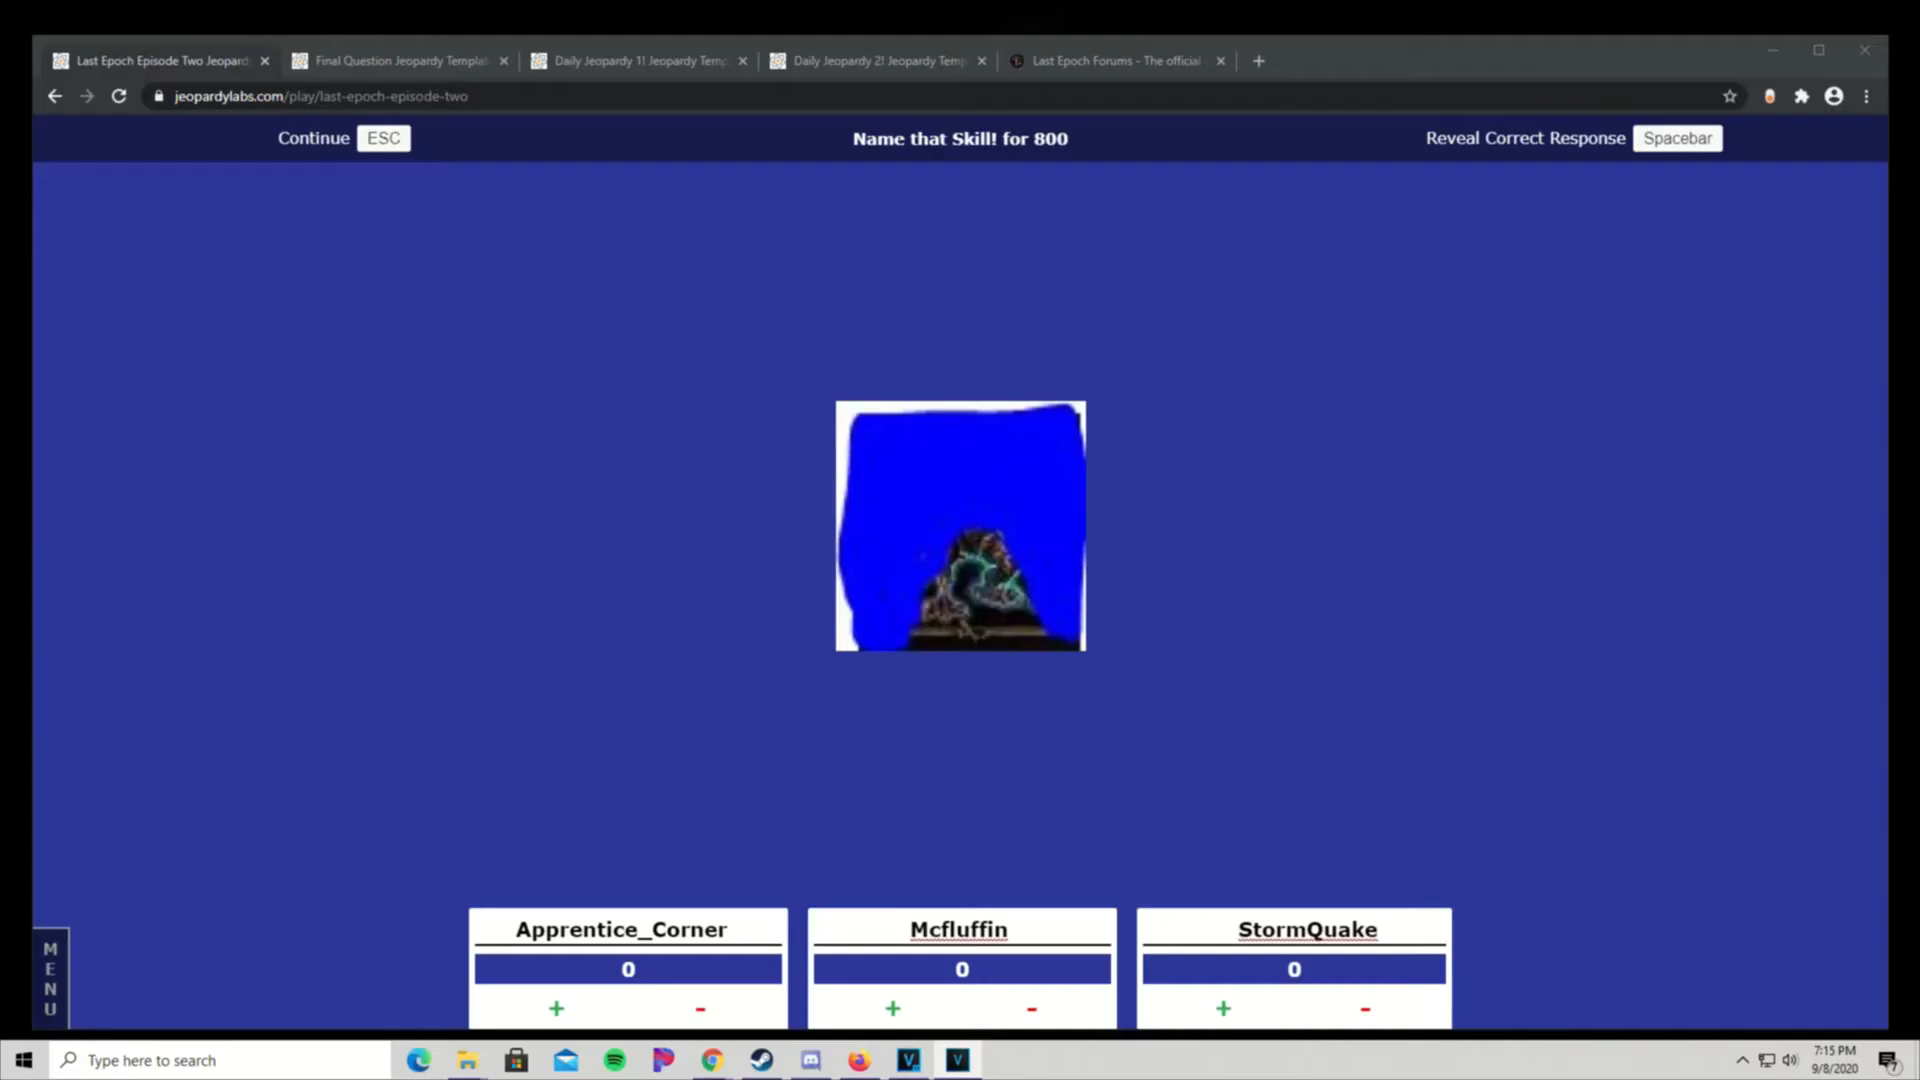 Last Epoch Episode Two Jeopard
Final Question Jeopardy Templat
Daily Jeopardy 1! Jeopardy Temp
Daily Jeopardy 2! Jeopardy Temp
Last Epoch Forums - The official
jeopardylabs.com/play/last-epoch-episode-two
Continue ESC
Name that Skill! for 800
Reveal Correct Response Spacebar
MENU
Apprentice_Corner
0
+ -
Mcfluffin
0
+ -
StormQuake
0
+ -
Type here to search
7:15 PM
9/8/2020
7